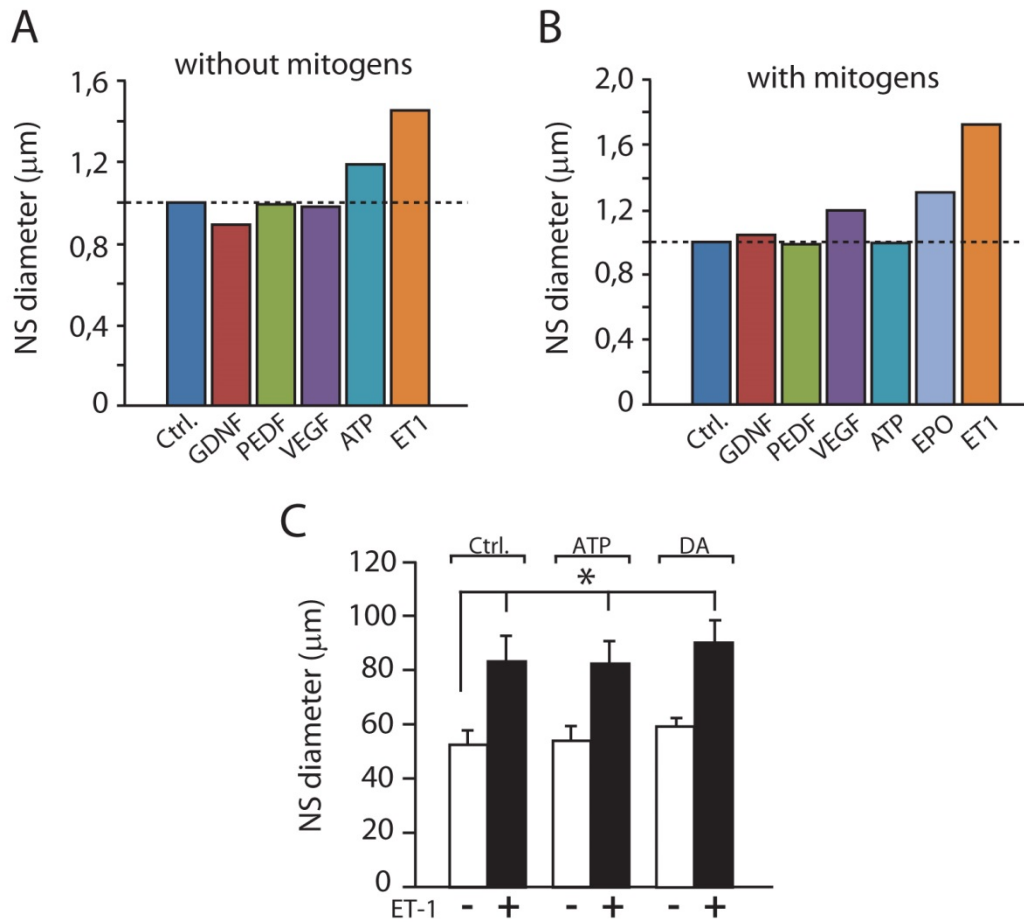 A
without mitogens
NS diameter (μm)
1,6
1,2
0,8
0,4
0
Ctrl.
GDNF
PEDF
VEGF
ATP
ET1
B
with mitogens
NS diameter (μm)
2,0
1,6
1,2
0,8
0,4
0
Ctrl.
GDNF
PEDF
VEGF
ATP
EPO
ET1
C
Ctrl. ATP DA
*
NS diameter (μm)
120
100
80
60
40
20
0
ET-1 - + - + - +